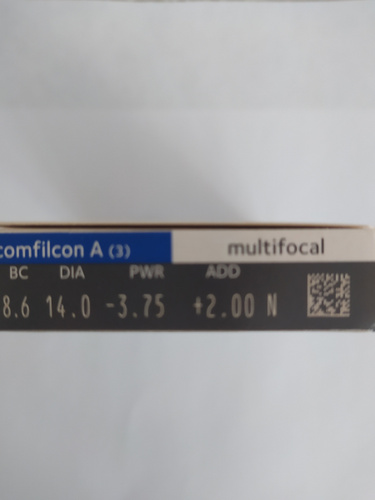 comfilcon A (3) multifocal
BC DIA PWR ADD
8.6 14.0 -3.75 +2.00 N